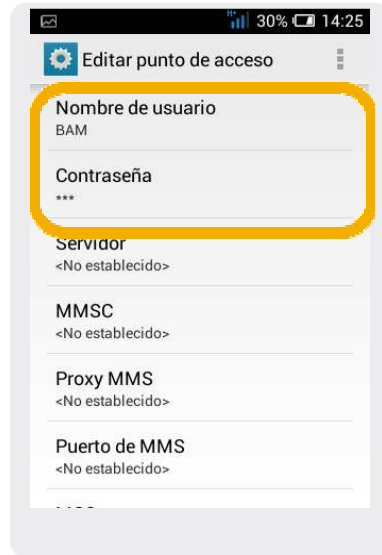 H+ 30% 14:25
Editar punto de acceso
Nombre de usuario
BAM
Contraseña
***
Servidor
<No establecido>
MMSC
<No establecido>
Proxy MMS
<No establecido>
Puerto de MMS
<No establecido>